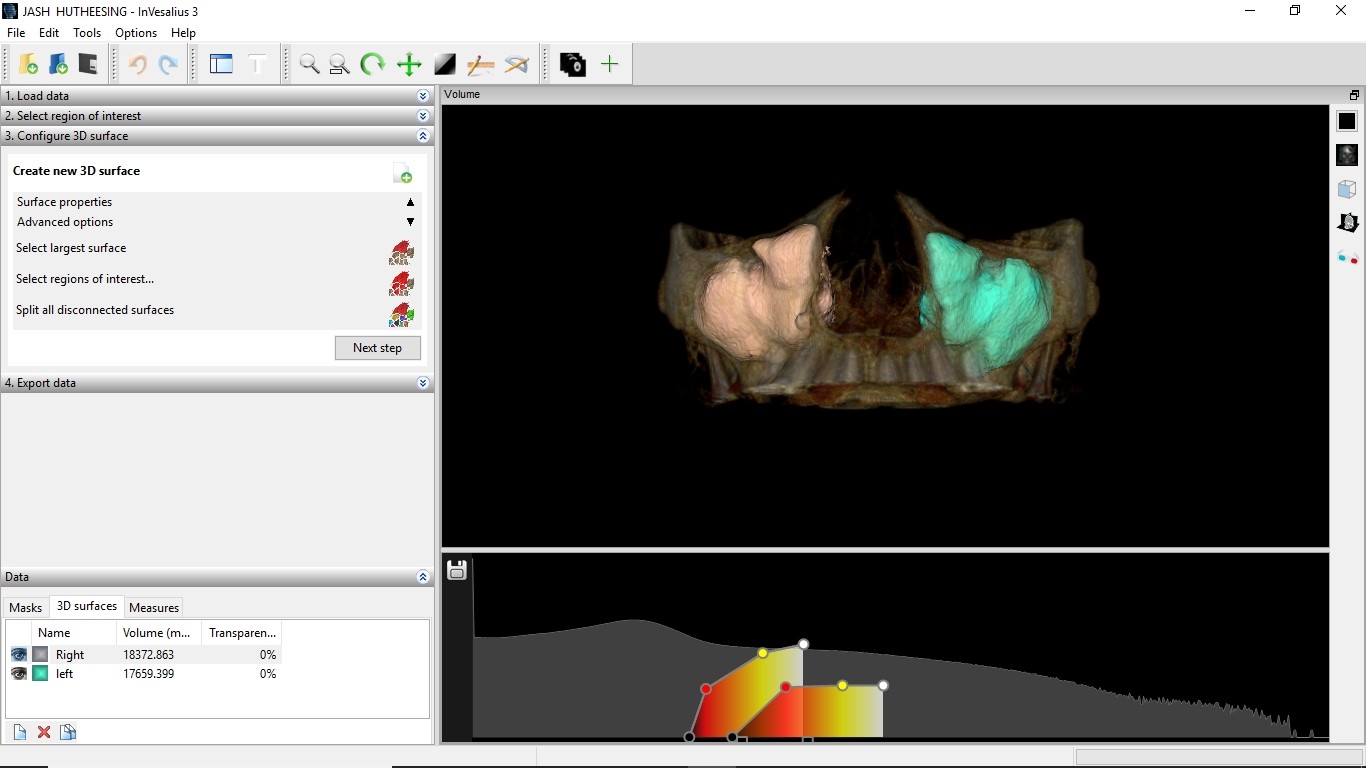 JASH  HUTHEESING - InVesalius 3
File Edit Tools Options Help
1. Load data
2. Select region of interest
3. Configure 3D surface
Create new 3D surface
Surface properties
Advanced options
Select largest surface
Select regions of interest...
Split all disconnected surfaces
Next step
4. Export data
Data
Masks 3D surfaces Measures
Name Volume (m... Transparen...
Right 18372.863 0%
left 17659.399 0%
Volume